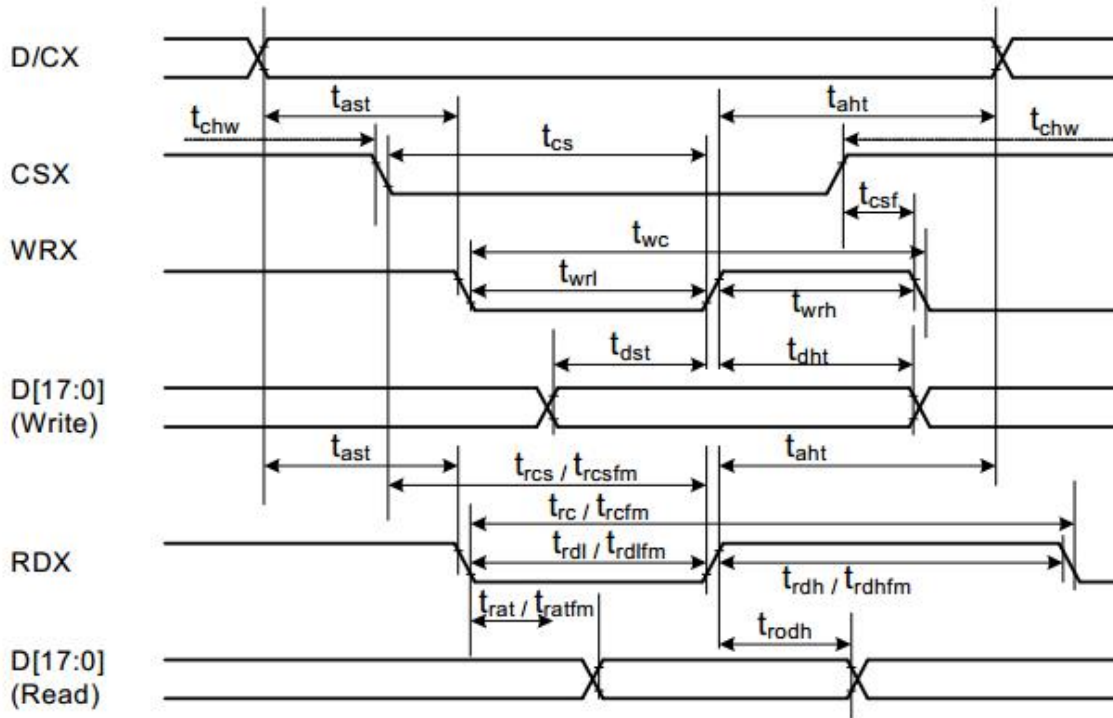 D/CX
tast
taht
tchw
tchw
tcs
CSX
tcsf
WRX
twc
twrl
twrh
tdst
tdht
D[17:0]
(Write)
tast
taht
trcs / trcsfm
trc / trcfm
RDX
trdl / trdlfm
trdh / trdhfm
trat / tratfm
trodh
D[17:0]
(Read)